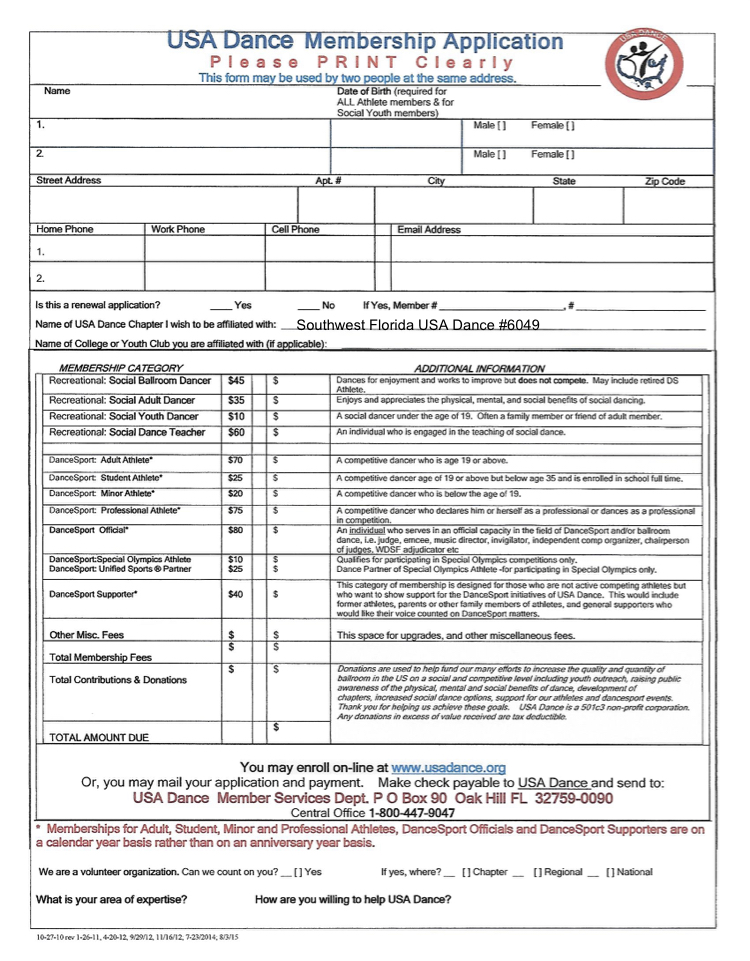 USA Dance Membership Application
Please PRINT Clearly
This form may be used by two people at the same address.
USA DANCE
Name
Date of Birth (required for
ALL Athlete members & for
Social Youth members)
1.
Male [ ] Female [ ]
2.
Male [ ] Female [ ]
Street Address Apt. # City State Zip Code
Home Phone Work Phone Cell Phone Email Address
1.
2.
Is this a renewal application? ____ Yes ____ No If Yes, Member # ____________________, # ____________________
Name of USA Dance Chapter I wish to be affiliated with: Southwest Florida USA Dance #6049
Name of College or Youth Club you are affiliated with (if applicable):
MEMBERSHIP CATEGORY ADDITIONAL INFORMATION
Recreational: Social Ballroom Dancer $45 $ Dances for enjoyment and works to improve but does not compete. May include retired DS
Athlete.
Recreational: Social Adult Dancer $35 $ Enjoys and appreciates the physical, mental, and social benefits of social dancing.
Recreational: Social Youth Dancer $10 $ A social dancer under the age of 19. Often a family member or friend of adult member.
Recreational: Social Dance Teacher $60 $ An individual who is engaged in the teaching of social dance.
DanceSport: Adult Athlete* $70 $ A competitive dancer who is age 19 or above.
DanceSport: Student Athlete* $25 $ A competitive dancer age of 19 or above but below age 35 and is enrolled in school full time.
DanceSport: Minor Athlete* $20 $ A competitive dancer who is below the age of 19.
DanceSport: Professional Athlete* $75 $ A competitive dancer who declares him or herself as a professional or dances as a professional
in competition.
DanceSport Official* $80 $ An individual who serves in an official capacity in the field of DanceSport and/or ballroom
dance, i.e. judge, emcee, music director, invigilator, independent comp organizer, chairperson
of judges, WDSF adjudicator etc
DanceSport:Special Olympics Athlete $10 $ Qualifies for participating in Special Olympics competitions only.
DanceSport: Unified Sports ® Partner $25 $ Dance Partner of Special Olympics Athlete -for participating in Special Olympics only.
DanceSport Supporter* $40 $ This category of membership is designed for those who are not active competing athletes but
who want to show support for the DanceSport initiatives of USA Dance. This would include
former athletes, parents or other family members of athletes, and general supporters who
would like their voice counted on DanceSport matters.
Other Misc. Fees $ $ This space for upgrades, and other miscellaneous fees.
Total Membership Fees $ $
Total Contributions & Donations $ $ Donations are used to help fund our many efforts to increase the quality and quantity of
ballroom in the US on a social and competitive level including youth outreach, raising public
awareness of the physical, mental and social benefits of dance, development of
chapters, increased social dance options, support for our athletes and dancesport events.
Thank you for helping us achieve these goals. USA Dance is a 501c3 non-profit corporation.
Any donations in excess of value received are tax deductible.
TOTAL AMOUNT DUE $
You may enroll on-line at www.usadance.org
Or, you may mail your application and payment. Make check payable to USA Dance and send to:
USA Dance Member Services Dept. P O Box 90 Oak Hill FL 32759-0090
Central Office 1-800-447-9047
* Memberships for Adult, Student, Minor and Professional Athletes, DanceSport Officials and DanceSport Supporters are on
a calendar year basis rather than on an anniversary year basis.
We are a volunteer organization. Can we count on you? __ [ ] Yes If yes, where? __ [ ] Chapter __ [ ] Regional __ [ ] National
What is your area of expertise? How are you willing to help USA Dance?
10-27-10 rev 1-26-11, 4-20-12, 9/29/12, 11/16/12, 7-23/2014; 8/3/15